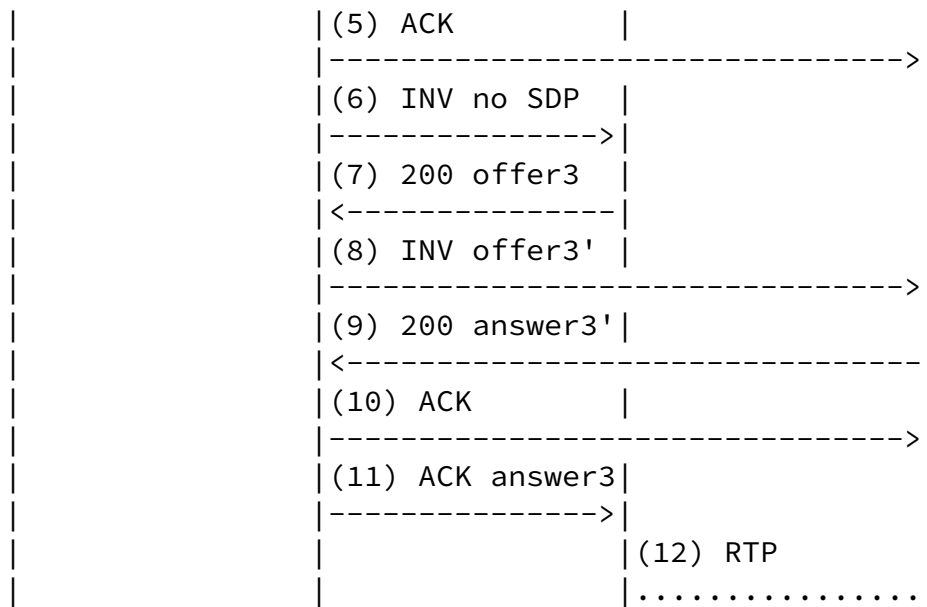 |                 |(5) ACK          |
|                 |-------------------------------->
|                 |(6) INV no SDP   |
|                 |--------------->|
|                 |(7) 200 offer3   |
|                 |<---------------|
|                 |(8) INV offer3'  |
|                 |-------------------------------->
|                 |(9) 200 answer3'|
|                 |<--------------------------------
|                 |(10) ACK         |
|                 |-------------------------------->
|                 |(11) ACK answer3|
|                 |--------------->|
|                 |                |(12) RTP
|                 |                |................